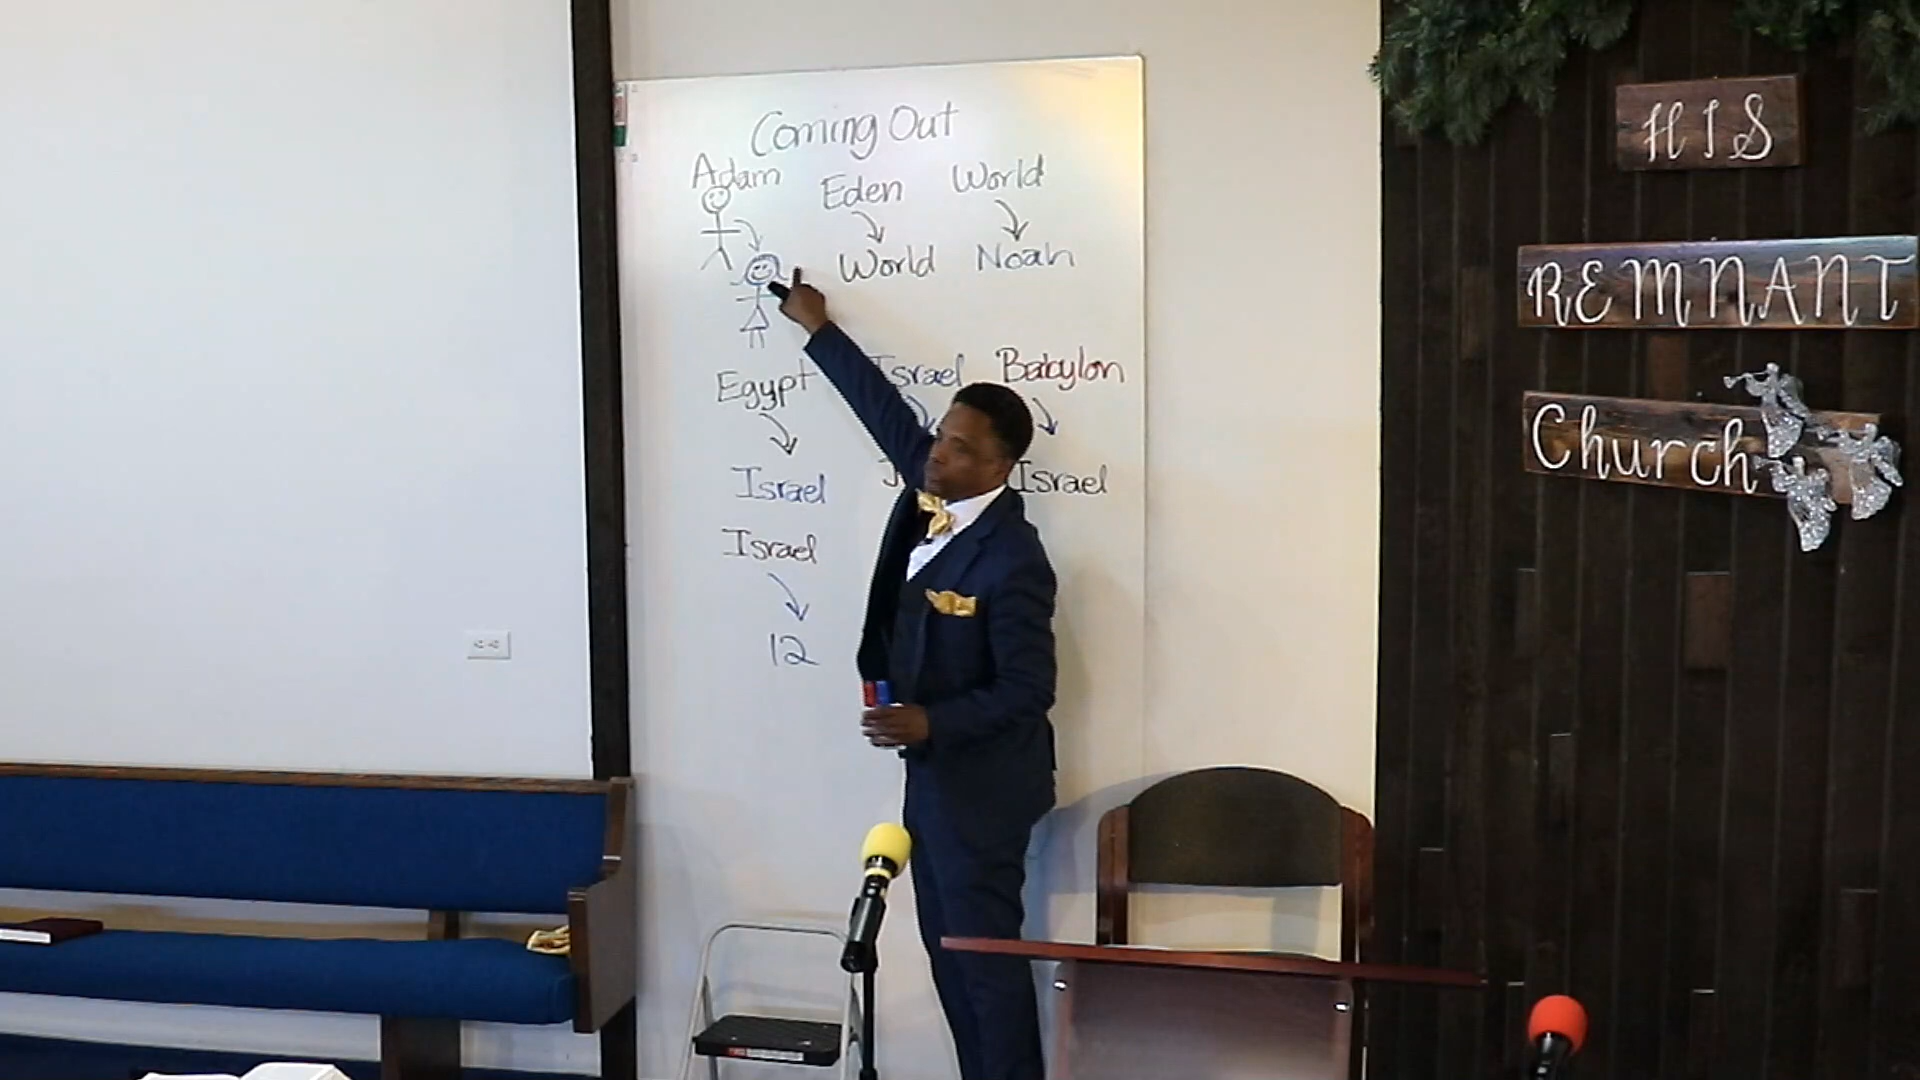 Coming Out
Adam Eden World
World Noah
Egypt Israel Babylon
Israel Israel
Israel
12
HIS
REMNANT
Church